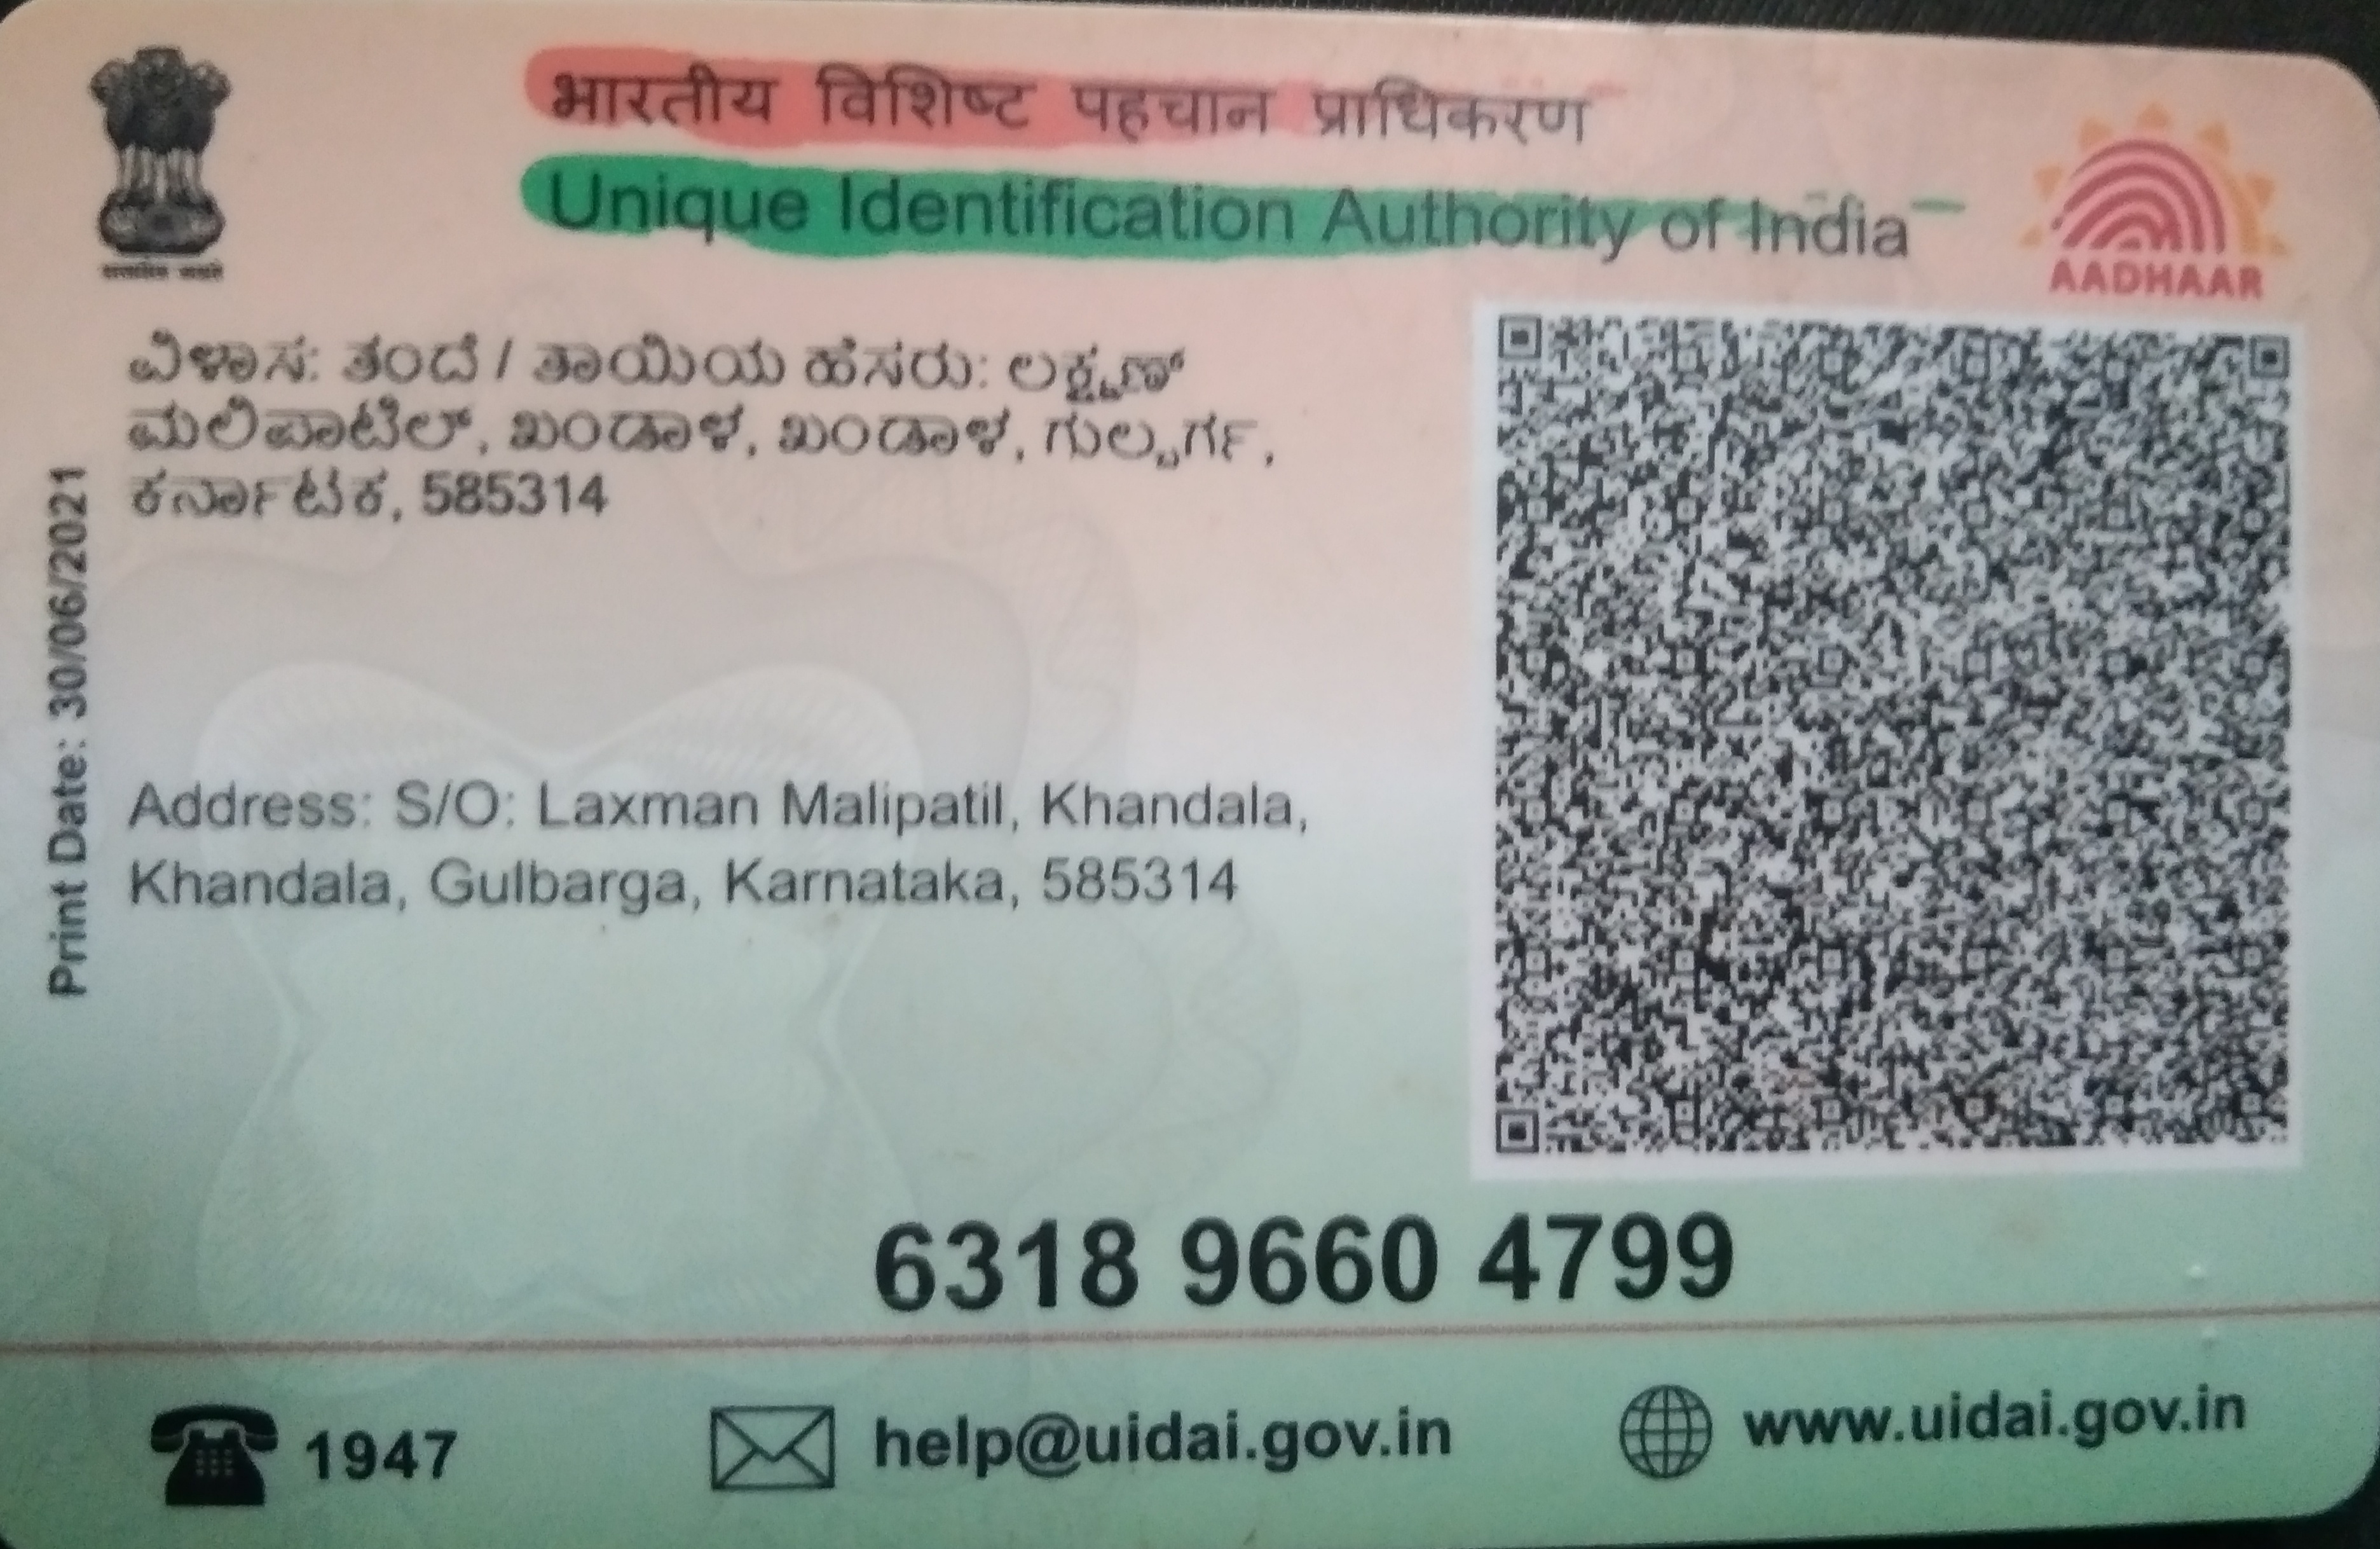 भारतीय विशिष्ट पहचान प्राधिकरण
Unique Identification Authority of India
AADHAAR
ವಿಳಾಸ: ತಂದೆ / ತಾಯಿಯ ಹೆಸರು: ಲಕ್ಷ್ಮಣ್
ಮಲಿಪಾಟಿಲ್, ಖಂಡಾಳ, ಖಂಡಾಳ, ಗುಲ್ಬರ್ಗ,
ಕರ್ನಾಟಕ, 585314
Print Date: 30/06/2021
Address: S/O: Laxman Malipatil, Khandala,
Khandala, Gulbarga, Karnataka, 585314
6318 9660 4799
1947
help@uidai.gov.in
www.uidai.gov.in